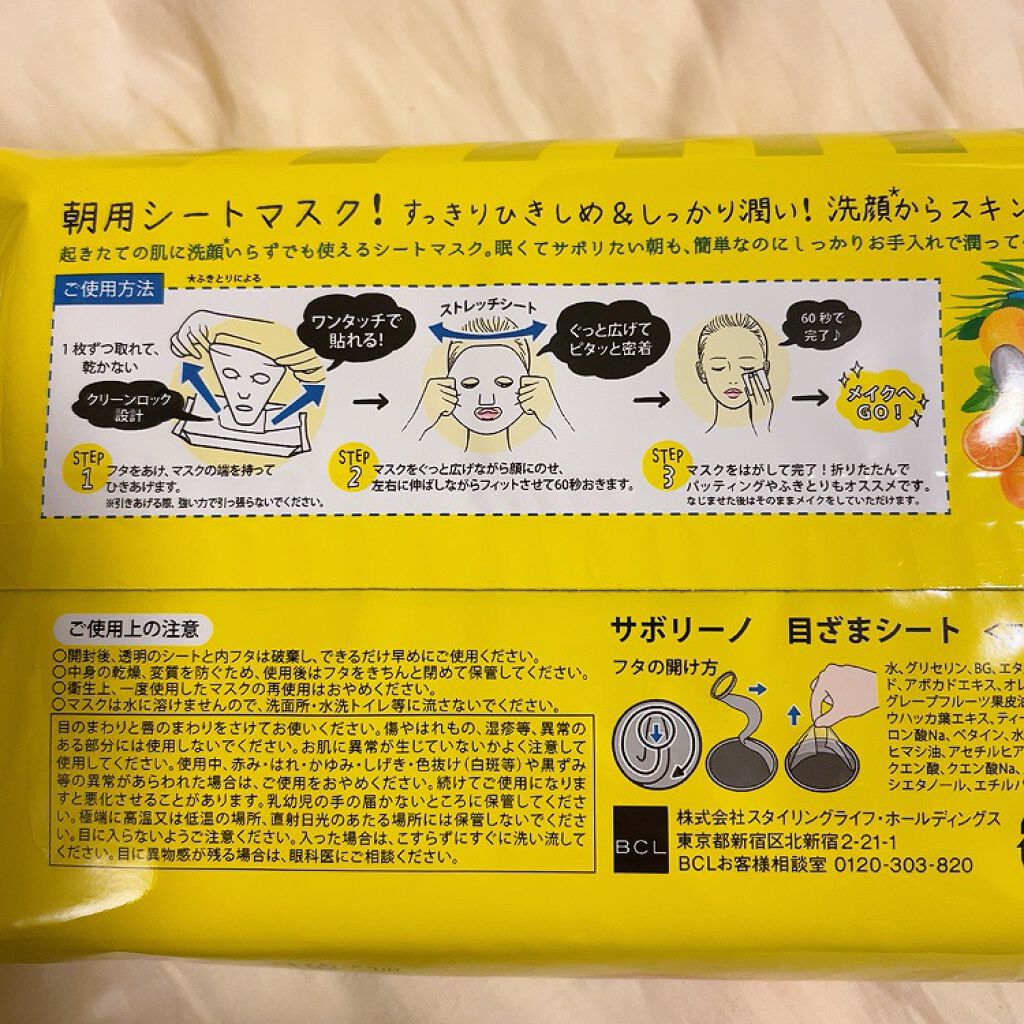 朝用シートマスク! すっきりひきしめ&しっかり潤い! 洗顔*からスキン
起きたての肌に洗顔*いらずでも使えるシートマスク。眠くてサボりたい朝も、簡単なのにしっかりお手入れで潤って
*ふきとりによる
ご使用方法
1枚ずつ取れて、
乾かない
クリーンロック
設計
ワンタッチで
貼れる!
ストレッチシート
ぐっと広げて
ピタッと密着
60秒で
完了♪
メイクへ
GO!
STEP
1
フタをあけ、マスクの端を持って
ひきあげます。
※引きあげる際、強い力で引っ張らないでください。
STEP
2
マスクをぐっと広げながら顔にのせ、
左右に伸ばしながらフィットさせて60秒おきます。
STEP
3
マスクをはがして完了!折りたたんで
パッティングやふきとりもオススメです。
なじませた後はそのままメイクをしていただけます。
ご使用上の注意
○開封後、透明のシートと内フタは破棄し、できるだけ早めにご使用ください。
○中身の乾燥、変質を防ぐため、使用後はフタをきちんと閉めて保管してください。
○衛生上、一度使用したマスクの再使用はおやめください。
○マスクは水に溶けませんので、洗面所・水洗トイレ等に流さないでください。
目のまわりと唇のまわりをさけてお使いください。傷やはれもの、湿疹等、異常の
ある部分には使用しないでください。お肌に異常が生じていないかよく注意して
使用してください。使用中、赤み・はれ・かゆみ・しげき・色抜け(白斑等)や黒ずみ
等の異常があらわれた場合は、ご使用をおやめください。続けてご使用になりま
すと悪化させることがあります。乳幼児の手の届かないところに保管してくださ
い。極端に高温又は低温の場所、直射日光のあたる場所には保管しないでくださ
い。目に入らないようご注意ください。入った場合は、こすらずにすぐに洗い流して
ください。目に異物感が残る場合は、眼科医にご相談ください。
サボリーノ 目ざまシート
フタの開け方
水、グリセリン、BG、エタ
ド、アボカドエキス、オレ
グレープフルーツ果皮油
ウハッカ葉エキス、ティー
ロン酸Na、ベタイン、水
ヒマシ油、アセチルヒア
クエン酸、クエン酸Na、
シエタノール、エチルヘ
BCL
株式会社スタイリングライフ・ホールディングス
東京都新宿区北新宿2-21-1
BCLお客様相談室 0120-303-820